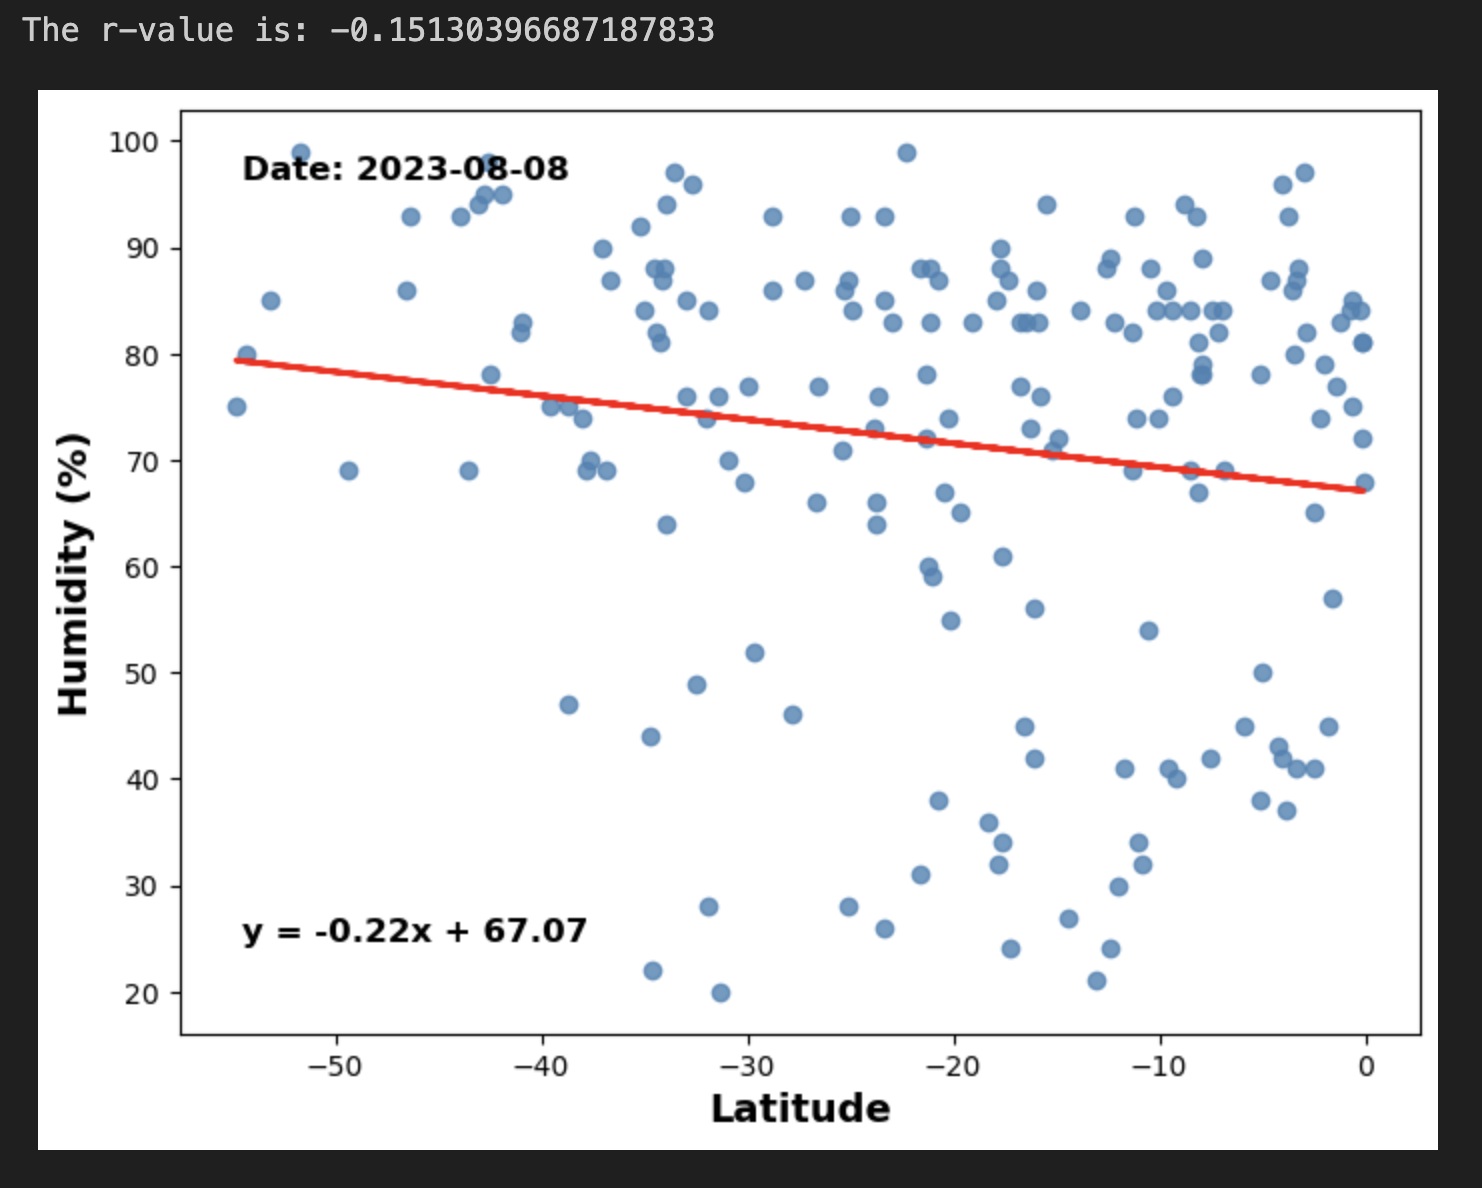 The r-value is: -0.15130396687187833
100
Date: 2023-08-08
90
80
70
60
50
40
30
20
Humidity (%)
y = -0.22x + 67.07
−50 −40 −30 −20 −10 0
Latitude